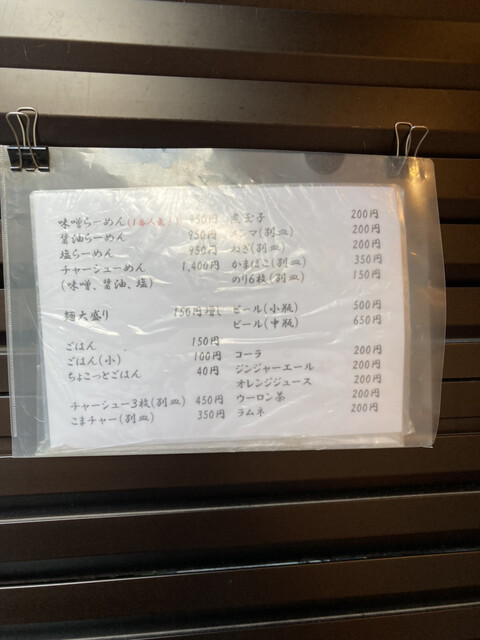 味噌らーめん(1番人気!) 950円
醤油らーめん 950円
塩らーめん 950円
チャーシューめん 1,400円
(味噌、醤油、塩)
麺大盛り 150円増し
ごはん 150円
ごはん(小) 100円
ちょこっとごはん 40円
チャーシュー3枚(別皿) 450円
こまチャー(別皿) 350円
煮玉子 200円
メンマ(別皿) 200円
ねぎ(別皿) 200円
かまぼこ(別皿) 350円
のり6枚(別皿) 150円
ビール(小瓶) 500円
ビール(中瓶) 650円
コーラ 200円
ジンジャーエール 200円
オレンジジュース 200円
ウーロン茶 200円
ラムネ 200円